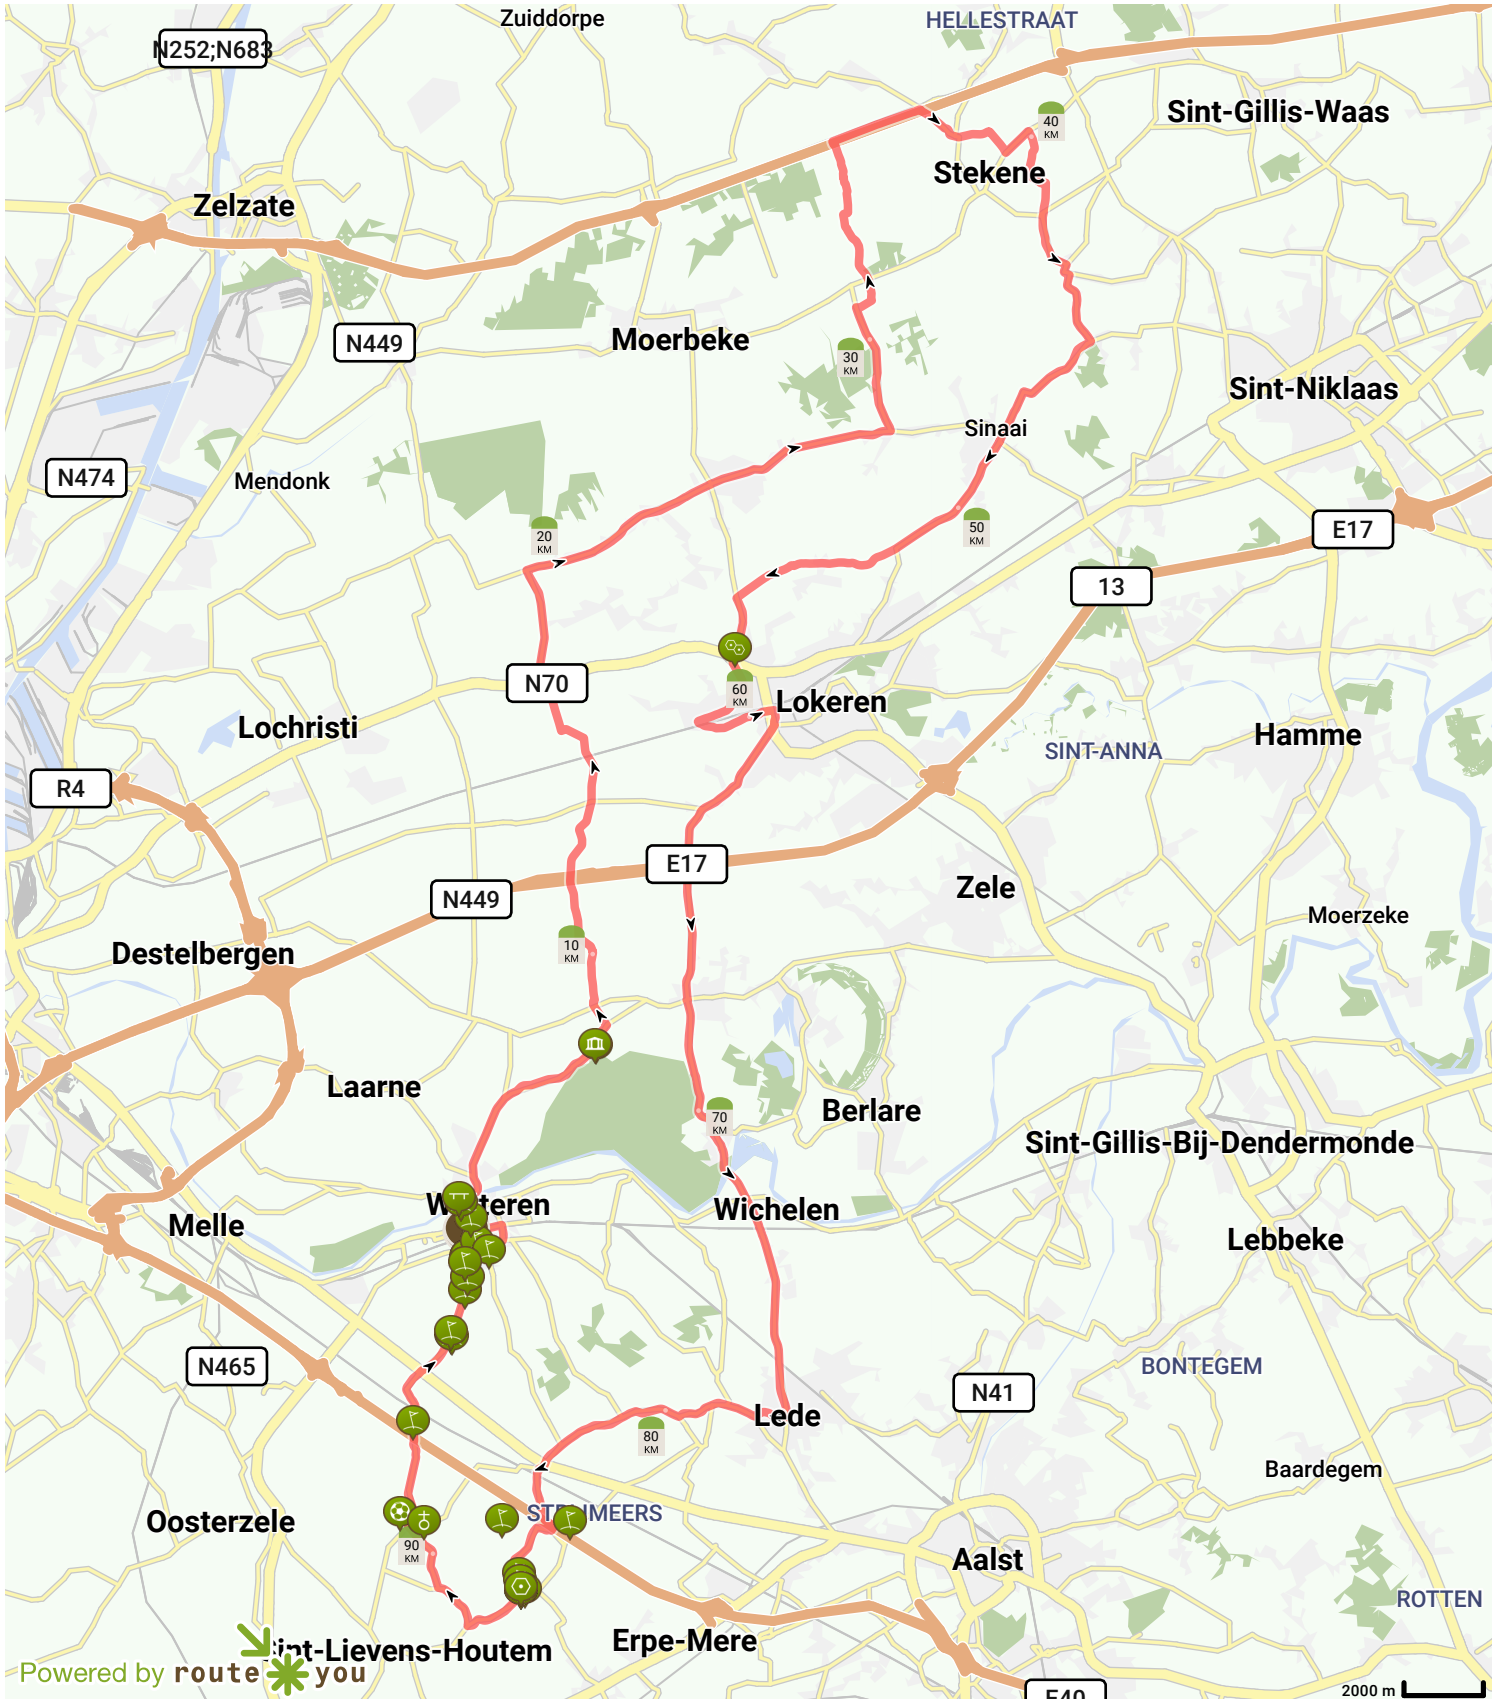 Zuiddorpe
HELLESTRAAT
N252;N683
Sint-Gillis-Waas
40
KM
Stekene
Zelzate
N449
Moerbeke
30
KM
Sint-Niklaas
Sinaai
N474
Mendonk
20
KM
50
KM
E17
13
N70
60
KM
Lokeren
Lochristi
Hamme
SINT-ANNA
R4
E17
Zele
N449
Moerzeke
10
KM
Destelbergen
Laarne
70
KM
Berlare
Sint-Gillis-Bij-Dendermonde
Wichelen
Melle
Lebbeke
N465
BONTEGEM
N41
Lede
80
KM
Baardegem
Oosterzele
90
KM
Aalst
ROTTEN
Erpe-Mere
Powered by routeyou
2000 m